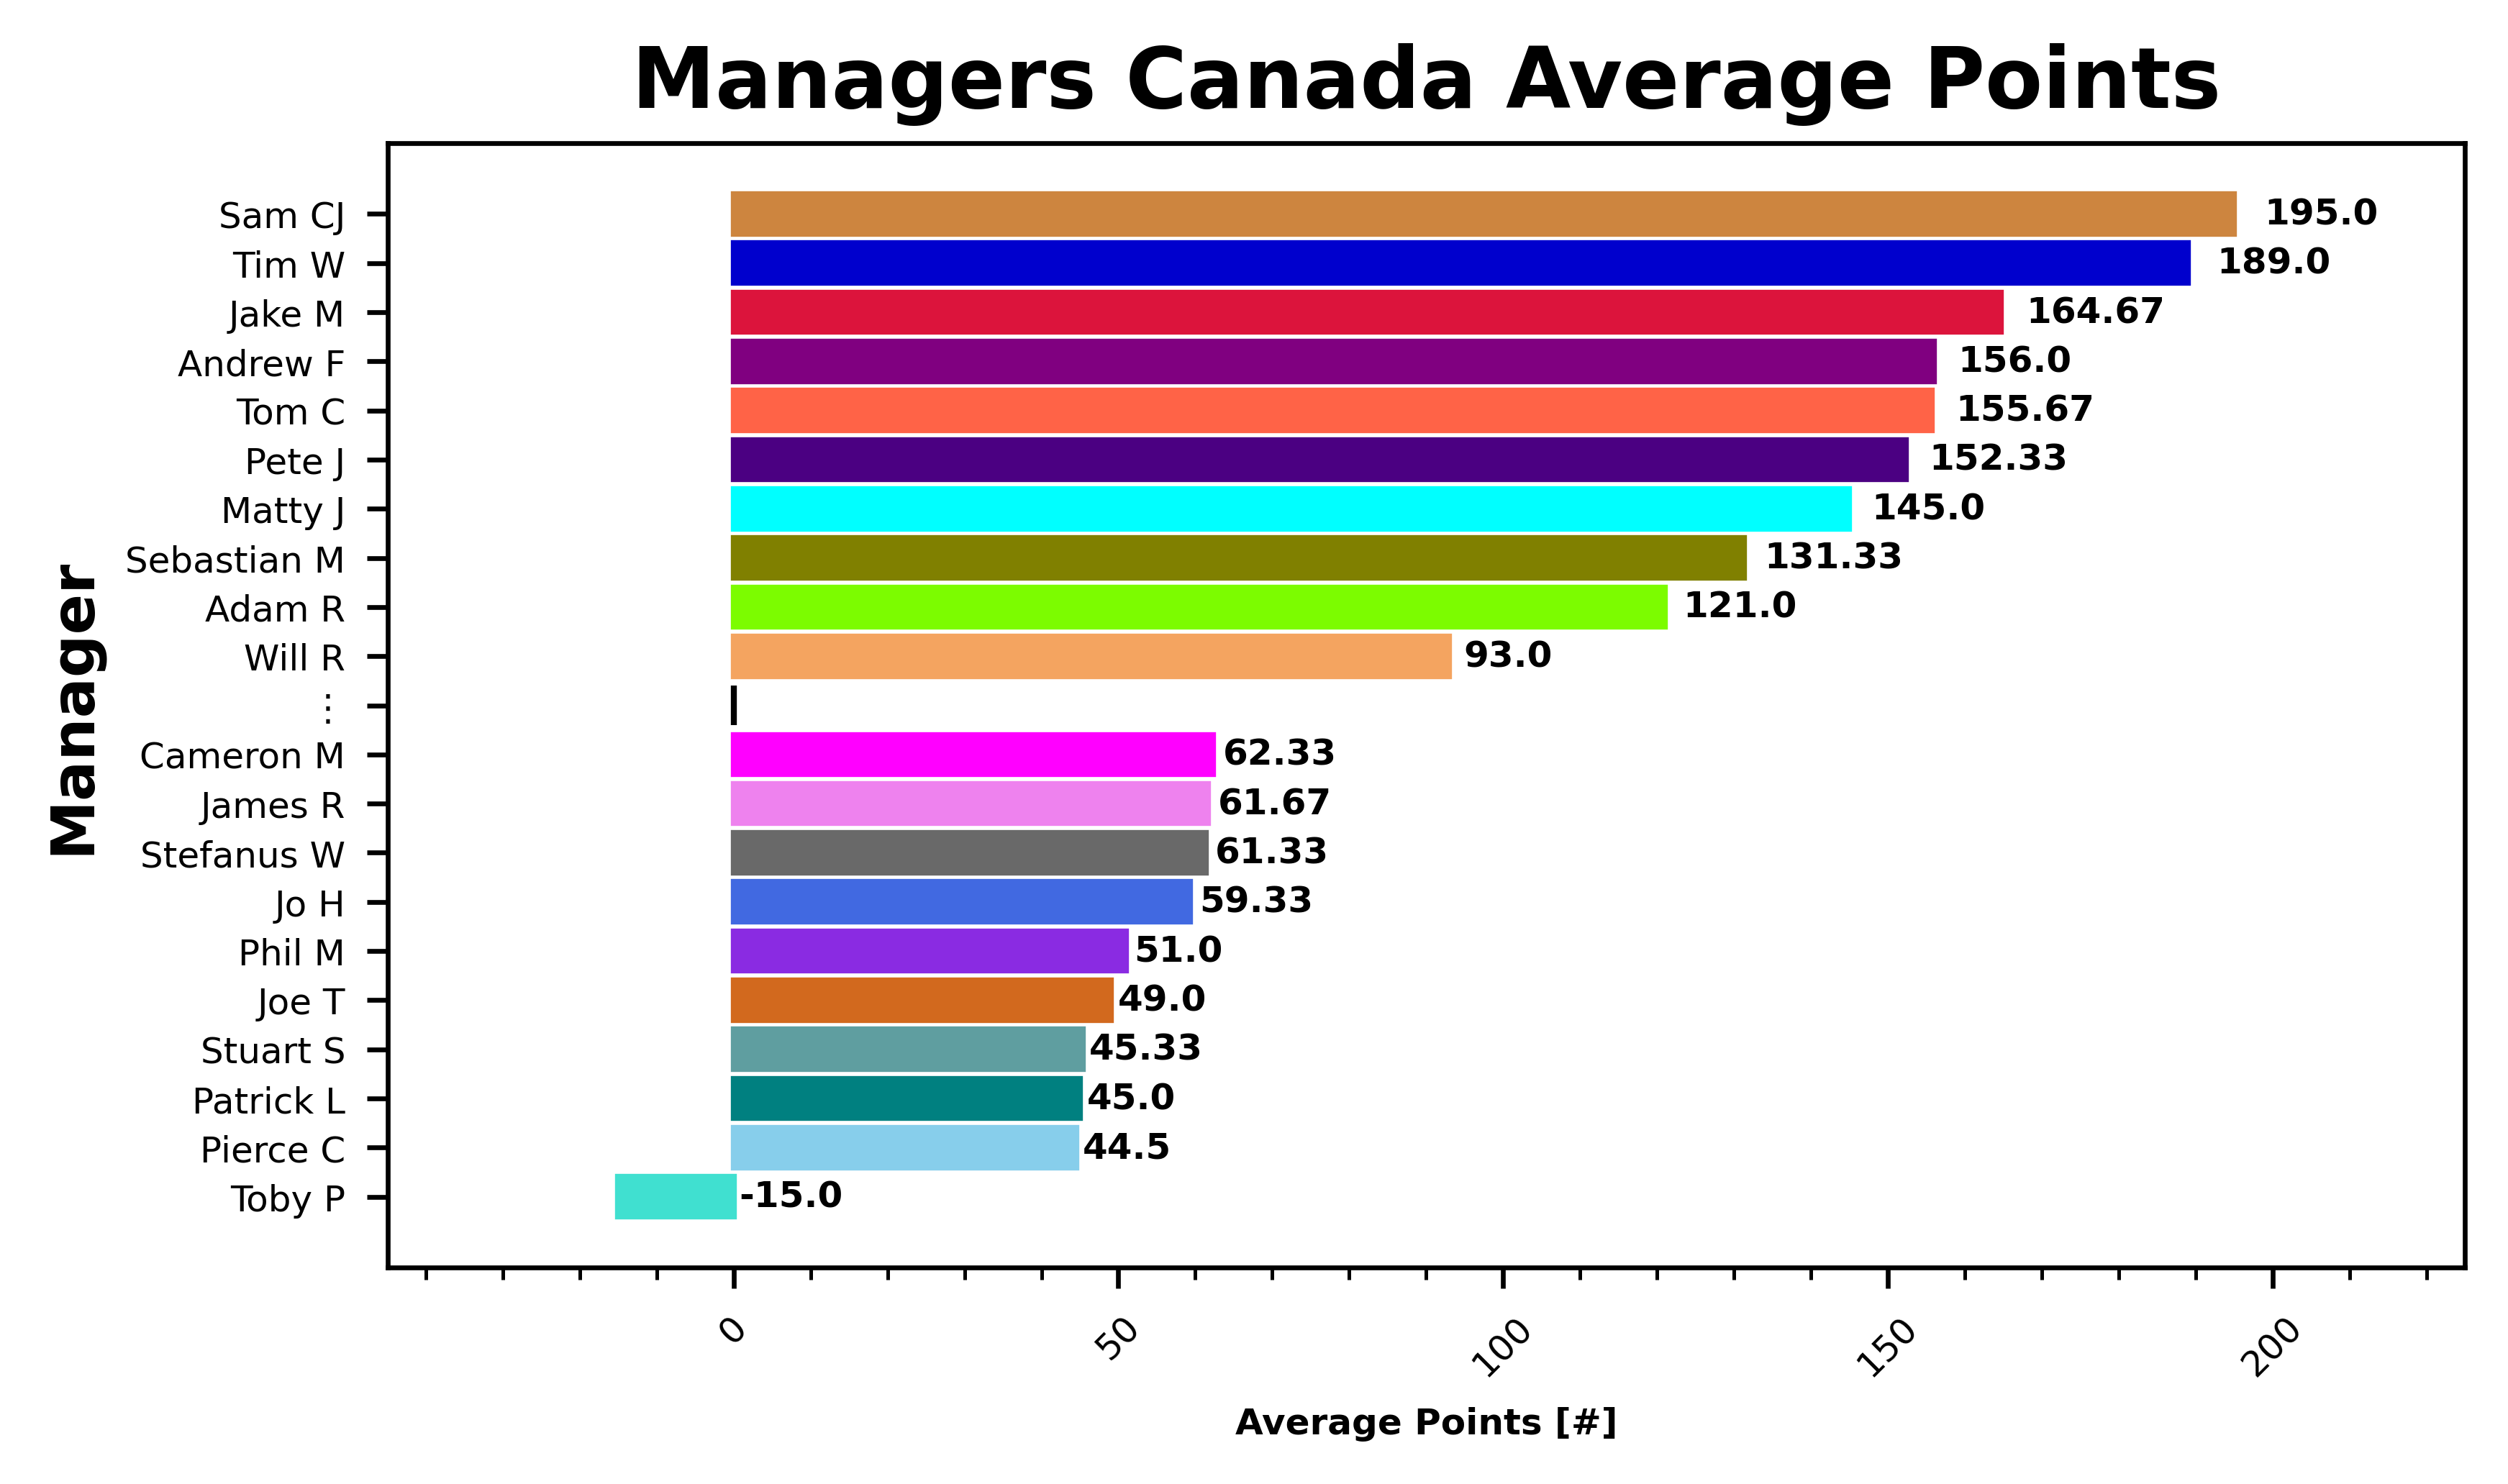 Managers Canada Average Points
Manager
Sam CJ 195.0
Tim W 189.0
Jake M 164.67
Andrew F 156.0
Tom C 155.67
Pete J 152.33
Matty J 145.0
Sebastian M 131.33
Adam R 121.0
Will R 93.0
⋮
Cameron M 62.33
James R 61.67
Stefanus W 61.33
Jo H 59.33
Phil M 51.0
Joe T 49.0
Stuart S 45.33
Patrick L 45.0
Pierce C 44.5
Toby P -15.0
0 50 100 150 200
Average Points [#]